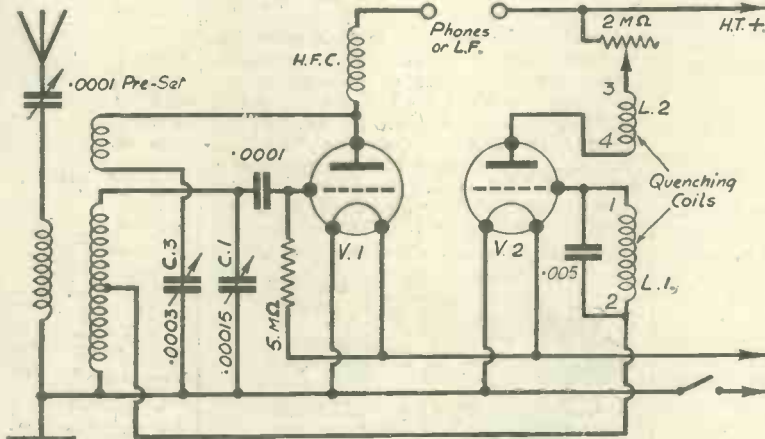 Phones
or L.F.
2 MΩ
H.T.+
H.F.C.
.0001 Pre-Set
3
L.2
4
.0001
Quenching
Coils
1
V.1
V.2
.005
C.3
C.1
.0003
.00015
5 MΩ
L.1.
2